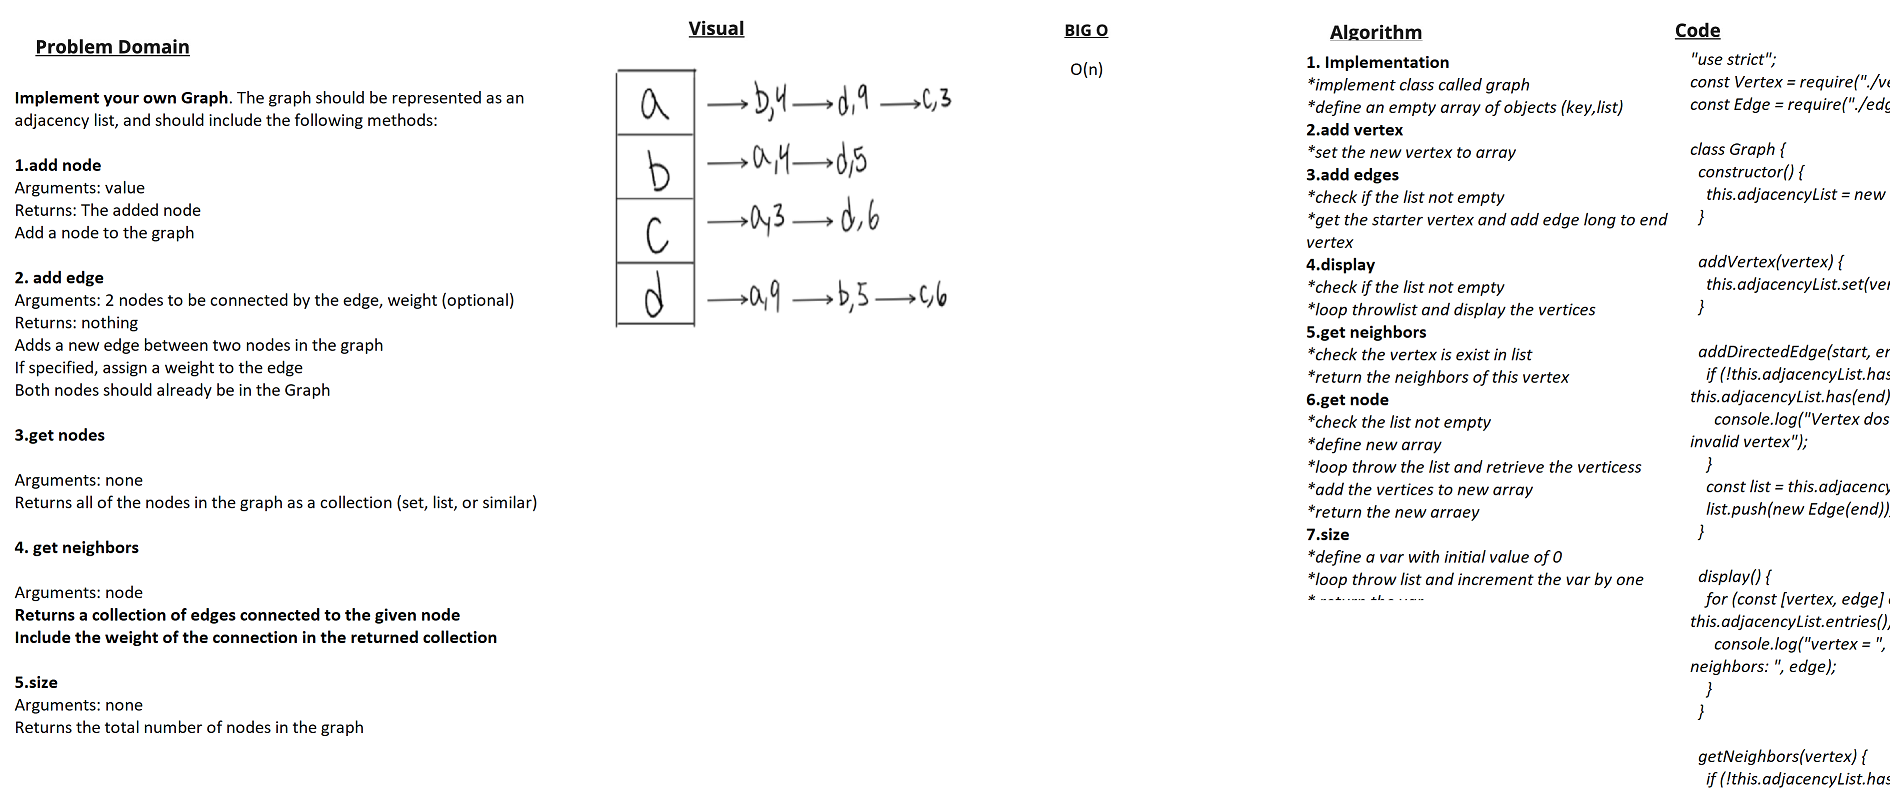 Problem Domain
Implement your own Graph. The graph should be represented as an
adjacency list, and should include the following methods:
1.add node
Arguments: value
Returns: The added node
Add a node to the graph
2. add edge
Arguments: 2 nodes to be connected by the edge, weight (optional)
Returns: nothing
Adds a new edge between two nodes in the graph
If specified, assign a weight to the edge
Both nodes should already be in the Graph
3.get nodes
Arguments: none
Returns all of the nodes in the graph as a collection (set, list, or similar)
4. get neighbors
Arguments: node
Returns a collection of edges connected to the given node
Include the weight of the connection in the returned collection
5.size
Arguments: none
Returns the total number of nodes in the graph
Visual
a → b,4 → d,9 → c,3
b → a,4 → d,5
c → a,3 → d,6
d → a,9 → b,5 → c,6
BIG O
O(n)
Algorithm
1. Implementation
*implement class called graph
*define an empty array of objects (key,list)
2.add vertex
*set the new vertex to array
3.add edges
*check if the list not empty
*get the starter vertex and add edge long to end
vertex
4.display
*check if the list not empty
*loop throwlist and display the vertices
5.get neighbors
*check the vertex is exist in list
*return the neighbors of this vertex
6.get node
*check the list not empty
*define new array
*loop throw the list and retrieve the verticess
*add the vertices to new array
*return the new arraey
7.size
*define a var with initial value of 0
*loop throw list and increment the var by one
Code
"use strict";
const Vertex = require("./ve
const Edge = require("./edg
class Graph {
constructor() {
this.adjacencyList = new
}
addVertex(vertex) {
this.adjacencyList.set(ver
}
addDirectedEdge(start, er
if (!this.adjacencyList.has
this.adjacencyList.has(end)
console.log("Vertex dos
invalid vertex");
}
const list = this.adjacency
list.push(new Edge(end))
}
display() {
for (const [vertex, edge]
this.adjacencyList.entries()
console.log("vertex = ",
neighbors: ", edge);
}
}
getNeighbors(vertex) {
if (!this.adjacencyList.has